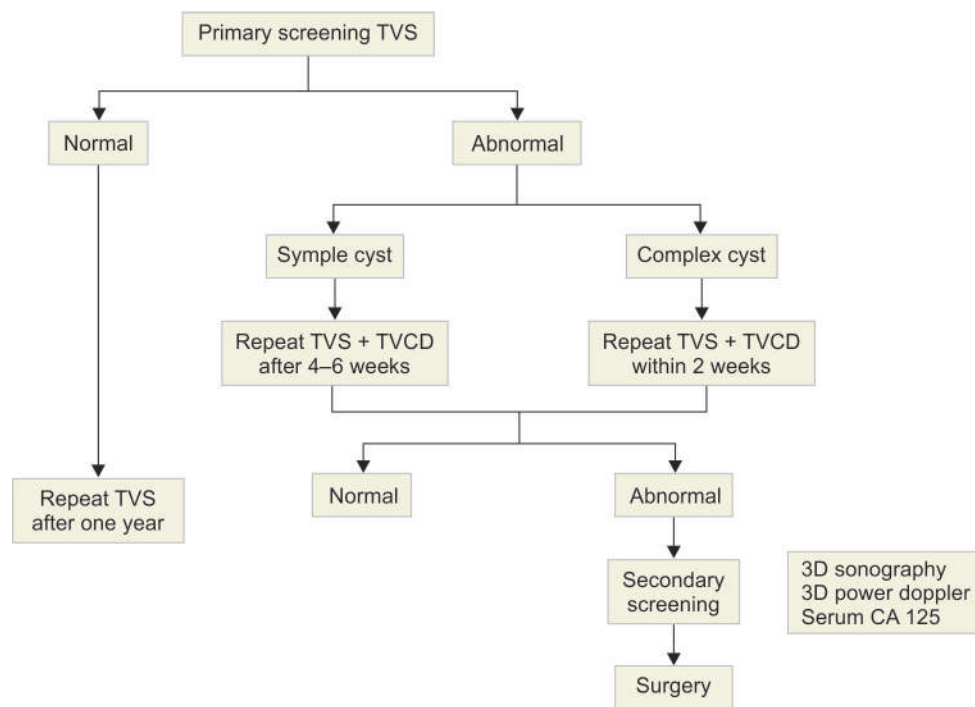 Primary screening TVS
Normal
Abnormal
Symple cyst
Complex cyst
Repeat TVS + TVCD
after 4–6 weeks
Repeat TVS + TVCD
within 2 weeks
Normal
Abnormal
Repeat TVS
after one year
Secondary
screening
3D sonography
3D power doppler
Serum CA 125
Surgery